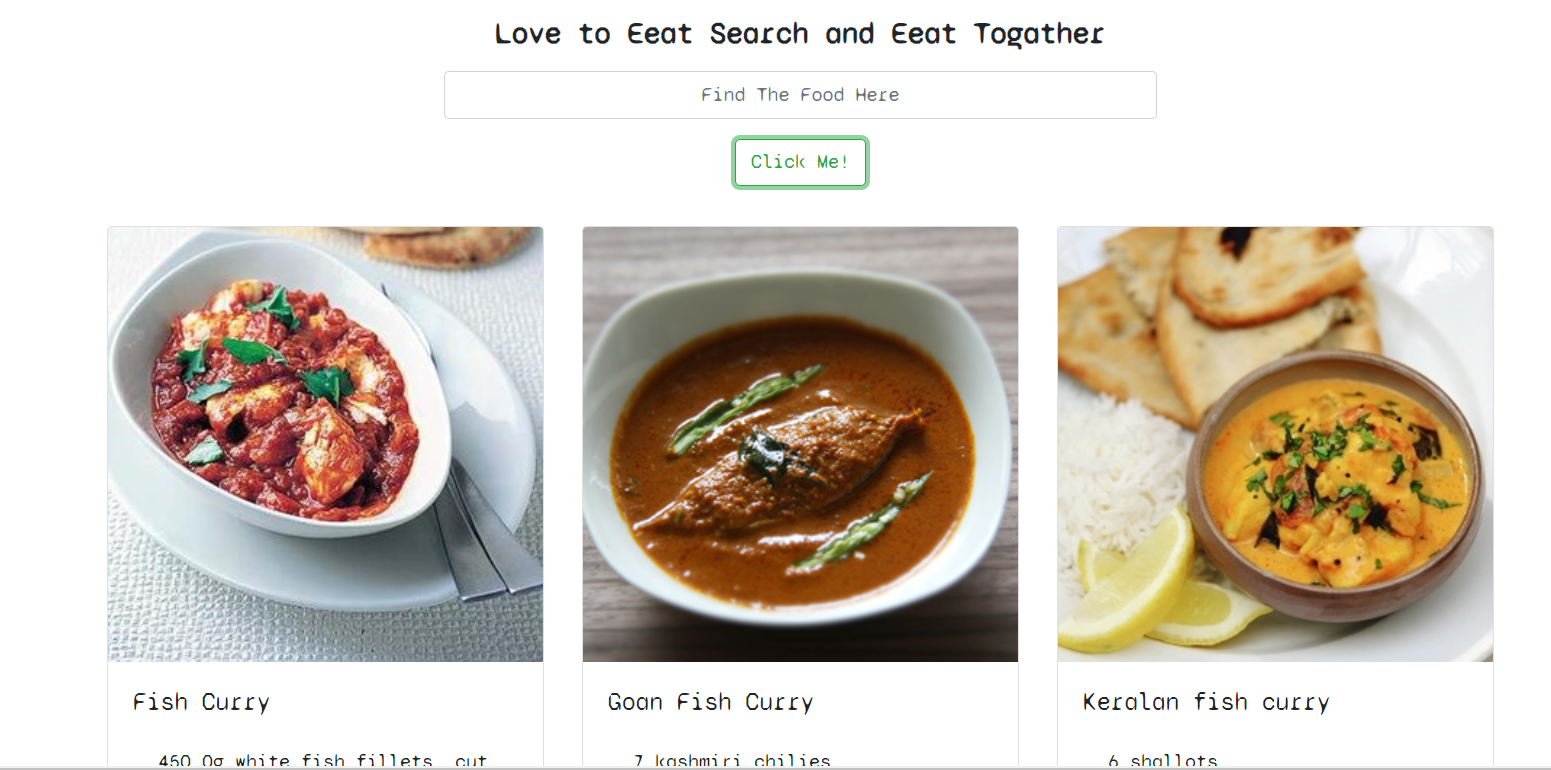 Love to Eeat Search and Eeat Togather
Find The Food Here
Click Me!
Fish Curry
Goan Fish Curry
Keralan fish curry
450.0g white fish fillets, cut
7 kashmiri chilies
6 shallots